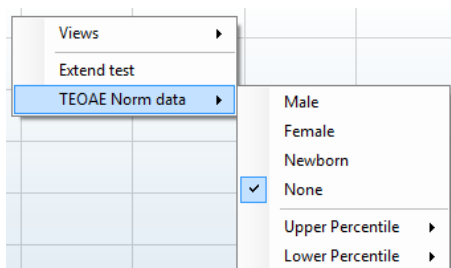 Views
Extend test
TEOAE Norm data
Male
Female
Newborn
None
Upper Percentile
Lower Percentile